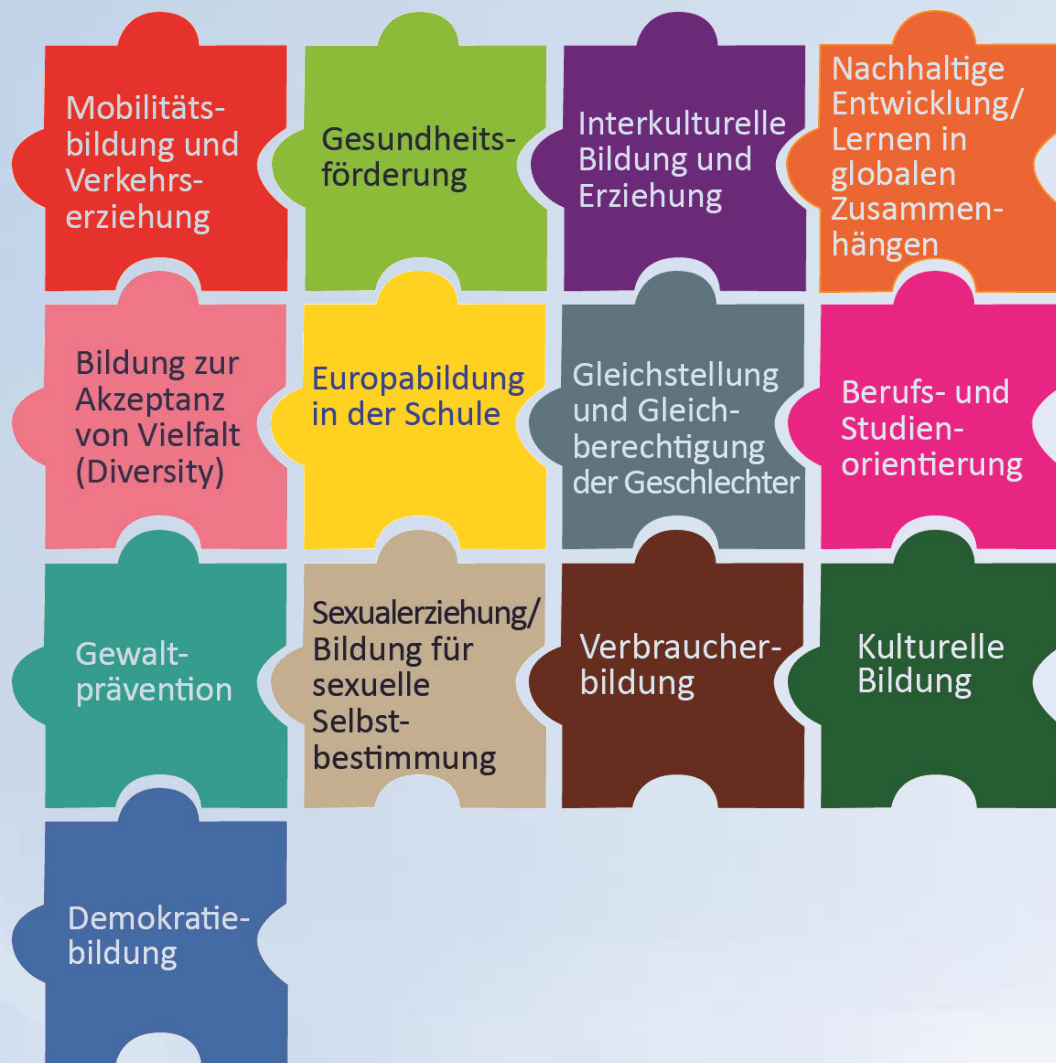 Mobilitäts-
bildung und
Verkehrs-
erziehung
Gesundheits-
förderung
Interkulturelle
Bildung und
Erziehung
Nachhaltige
Entwicklung/
Lernen in
globalen
Zusammen-
hängen
Bildung zur
Akzeptanz
von Vielfalt
(Diversity)
Europabildung
in der Schule
Gleichstellung
und Gleich-
berechtigung
der Geschlechter
Berufs- und
Studien-
orientierung
Gewalt-
prävention
Sexualerziehung/
Bildung für
sexuelle
Selbst-
bestimmung
Verbraucher-
bildung
Kulturelle
Bildung
Demokratie-
bildung